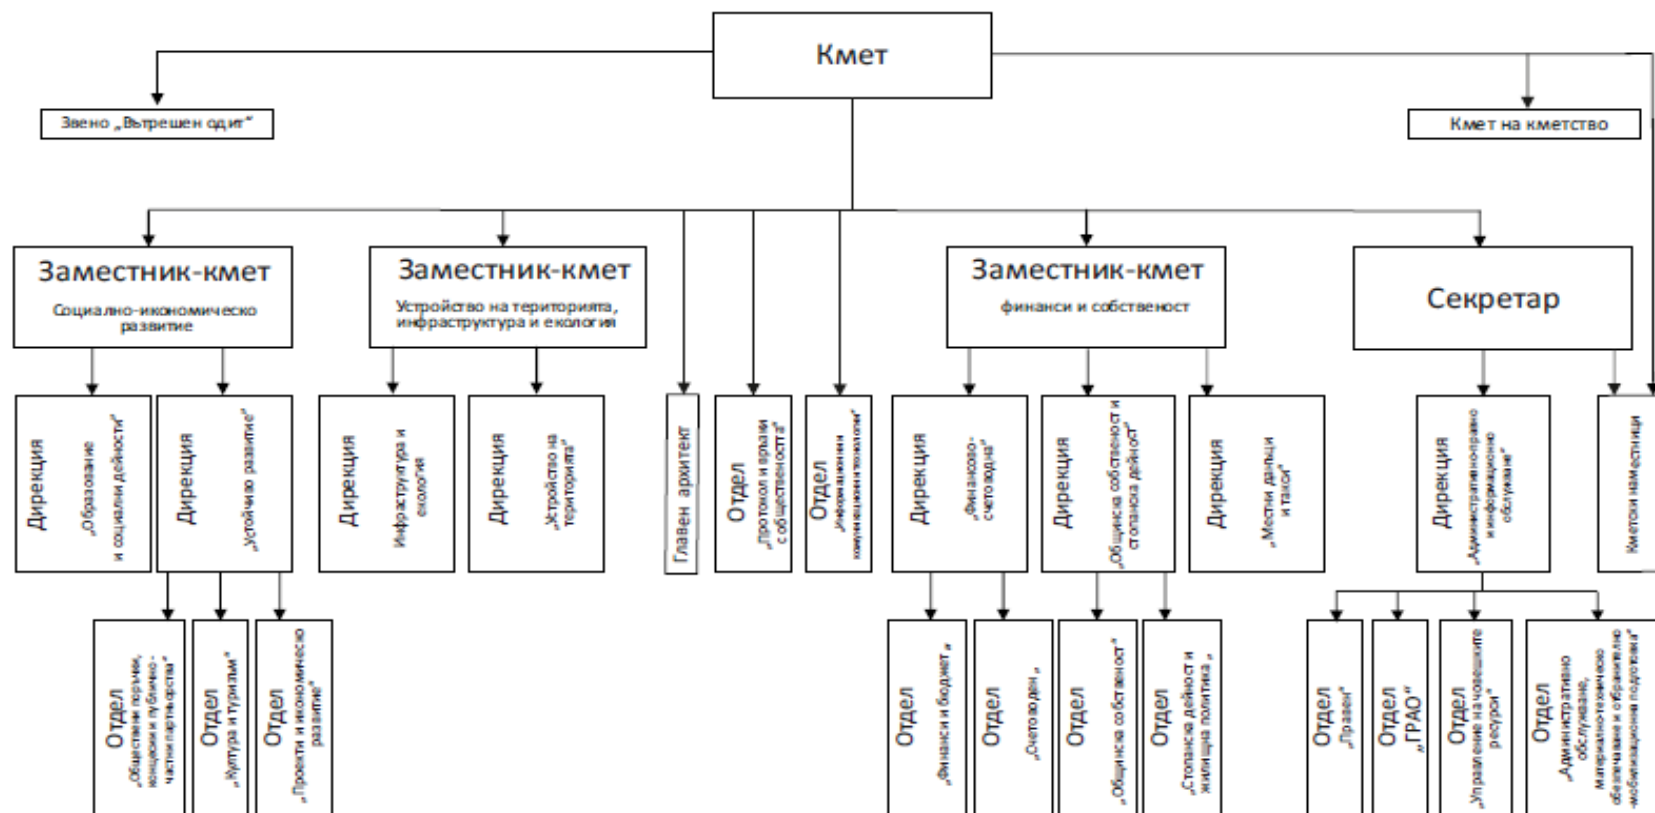 Кмет
Звено „Вътрешен одит“
Кмет на кметство
Заместник-кмет
Социално-икономическо
развитие
Заместник-кмет
Устройство на територията,
инфраструктура и екология
Заместник-кмет
финанси и собственост
Секретар
Дирекция
„Образование
и социални дейности“
Дирекция
„Устойчиво развитие“
Дирекция
Инфраструктура и
екология
Дирекция
„Устройство на
територията“
Главен архитект
Отдел
„Протокол и връзки
с обществеността“
Отдел
„Информационни и
комуникационни технологии“
Дирекция
„Финансово-
счетоводна“
Дирекция
„Общинска собственост и
стопанска дейност“
Дирекция
„Местни данъци
и такси“
Дирекция
„Административно-правно
и информационно
обслужване“
Кметски наместници
Отдел
„Обществени поръчки,
концесии и публично-
частни партньорства“
Отдел
„Култура и туризъм“
Отдел
„Проекти и икономическо
развитие“
Отдел
„Финанси и бюджет „
Отдел
„Счетоводен „
Отдел
„Общинска собственост“
Отдел
„Стопанска дейност и
жилищна политика „
Отдел
„Правен“
Отдел
„ГРАО“
Отдел
„Управление на човешките
ресурси“
Отдел
„Административно
обслужване,
материално-техническо
обезпечаване и отбранително
-мобилизационна подготовка“